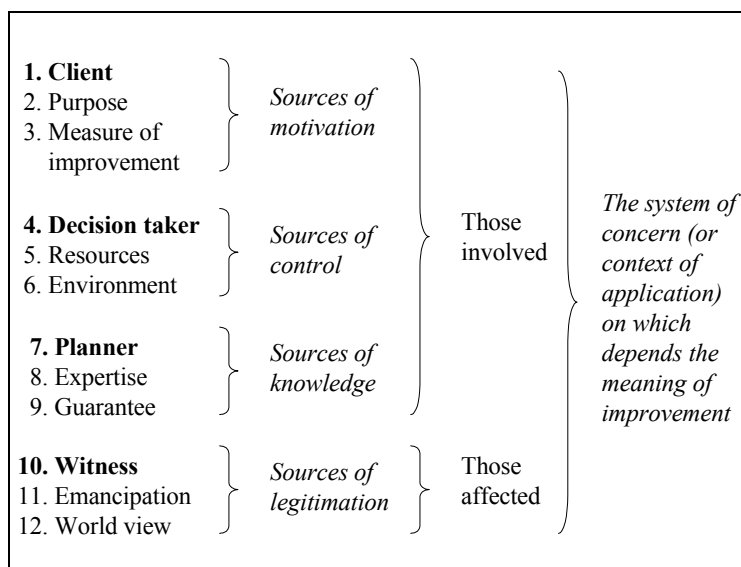 1. Client
2. Purpose
3. Measure of
improvement
Sources of
motivation
4. Decision taker
5. Resources
6. Environment
Sources of
control
7. Planner
8. Expertise
9. Guarantee
Sources of
knowledge
Those
involved
10. Witness
11. Emancipation
12. World view
Sources of
legitimation
Those
affected
The system of
concern (or
context of
application)
on which
depends the
meaning of
improvement